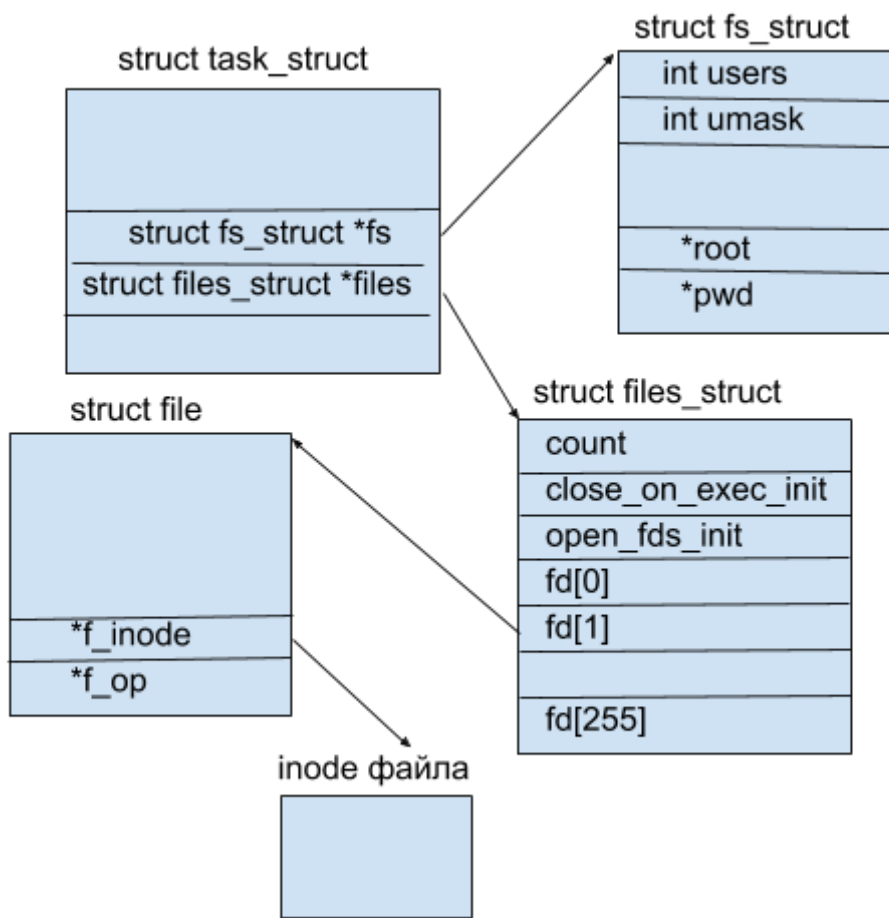 struct task_struct
struct fs_struct *fs
struct files_struct *files
struct fs_struct
int users
int umask
*root
*pwd
struct file
*f_inode
*f_op
struct files_struct
count
close_on_exec_init
open_fds_init
fd[0]
fd[1]
fd[255]
inode файла